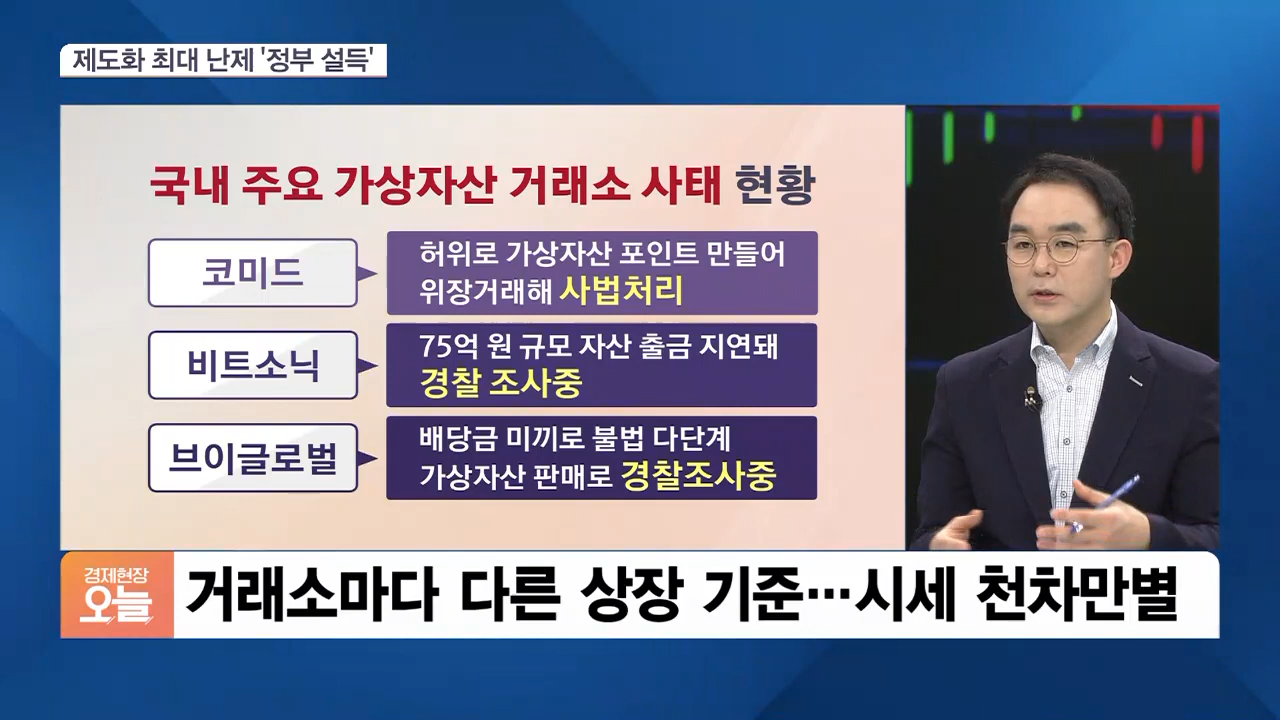 제도화 최대 난제 '정부 설득'
국내 주요 가상자산 거래소 사태 현황
코미드
허위로 가상자산 포인트 만들어
위장거래해 사법처리
비트소닉
75억 원 규모 자산 출금 지연돼
경찰 조사중
브이글로벌
배당금 미끼로 불법 다단계
가상자산 판매로 경찰조사중
경제현장
오늘
거래소마다 다른 상장 기준…시세 천차만별